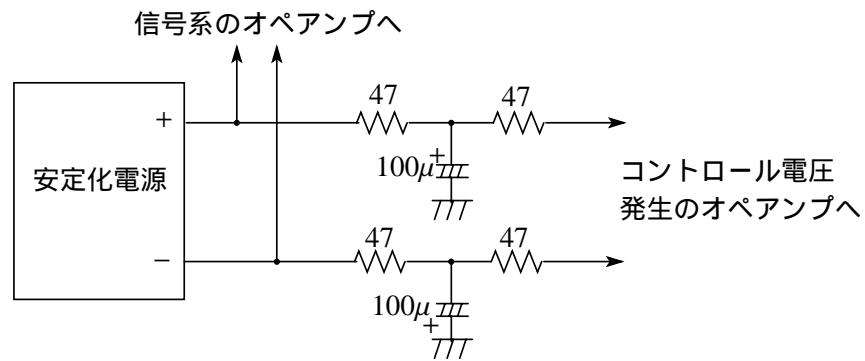 信号系のオペアンプへ
47
47
+
100μ
+
安定化電源
コントロール電圧
発生のオペアンプへ
47
47
−
100μ
+